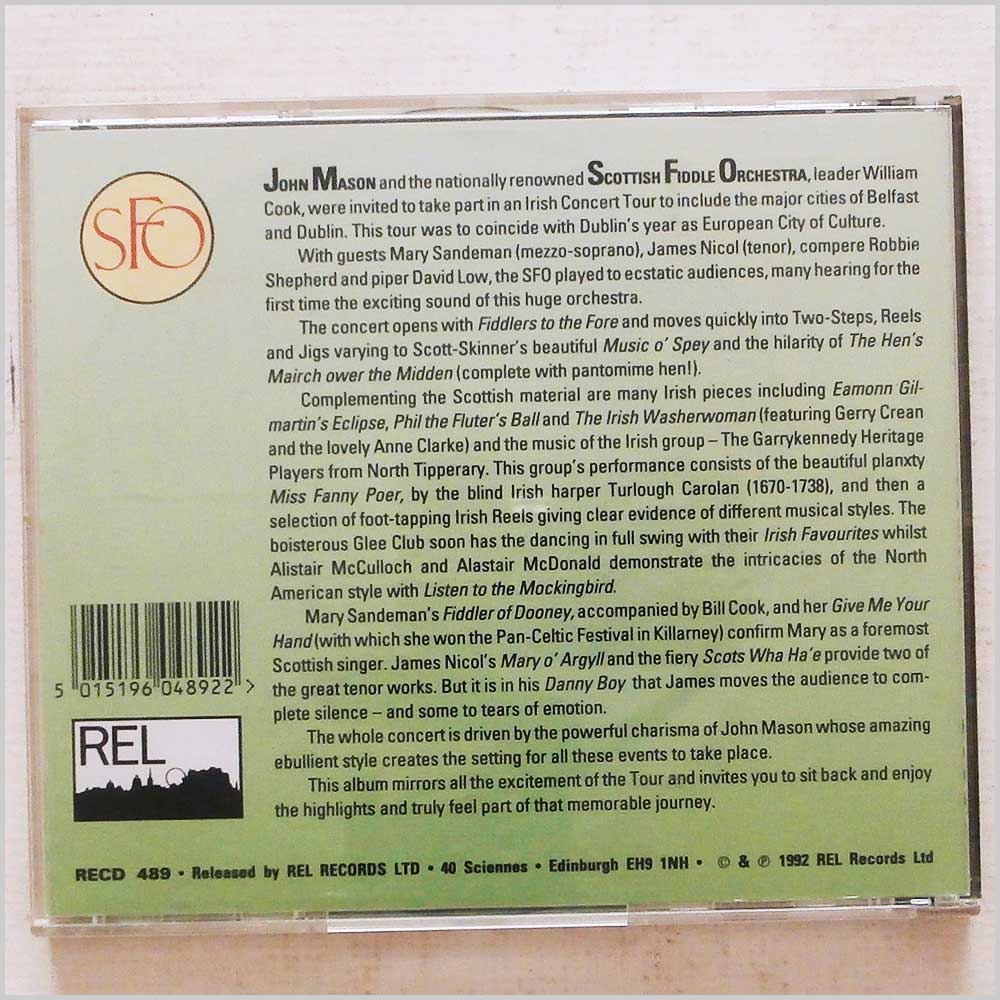 SFO
JOHN MASON and the nationally renowned SCOTTISH FIDDLE ORCHESTRA, leader William
Cook, were invited to take part in an Irish Concert Tour to include the major cities of Belfast
and Dublin. This tour was to coincide with Dublin's year as European City of Culture.
With guests Mary Sandeman (mezzo-soprano), James Nicol (tenor), compere Robbie
Shepherd and piper David Low, the SFO played to ecstatic audiences, many hearing for the
first time the exciting sound of this huge orchestra.
The concert opens with Fiddlers to the Fore and moves quickly into Two-Steps, Reels
and Jigs varying to Scott-Skinner's beautiful Music o' Spey and the hilarity of The Hen's
Mairch ower the Midden (complete with pantomime hen!).
Complementing the Scottish material are many Irish pieces including Eamonn Gil-
martin's Eclipse, Phil the Fluter's Ball and The Irish Washerwoman (featuring Gerry Crean
and the lovely Anne Clarke) and the music of the Irish group – The Garrykennedy Heritage
Players from North Tipperary. This group's performance consists of the beautiful planxty
Miss Fanny Poer, by the blind Irish harper Turlough Carolan (1670-1738), and then a
selection of foot-tapping Irish Reels giving clear evidence of different musical styles. The
boisterous Glee Club soon has the dancing in full swing with their Irish Favourites whilst
Alistair McCulloch and Alastair McDonald demonstrate the intricacies of the North
American style with Listen to the Mockingbird.
Mary Sandeman's Fiddler of Dooney, accompanied by Bill Cook, and her Give Me Your
Hand (with which she won the Pan-Celtic Festival in Killarney) confirm Mary as a foremost
Scottish singer. James Nicol's Mary o' Argyll and the fiery Scots Wha Ha'e provide two of
the great tenor works. But it is in his Danny Boy that James moves the audience to com-
plete silence – and some to tears of emotion.
The whole concert is driven by the powerful charisma of John Mason whose amazing
ebullient style creates the setting for all these events to take place.
This album mirrors all the excitement of the Tour and invites you to sit back and enjoy
the highlights and truly feel part of that memorable journey.
5 015196 048922 >
REL
RECD 489 • Released by REL RECORDS LTD • 40 Sciennes • Edinburgh EH9 1NH • © & ℗ 1992 REL Records Ltd